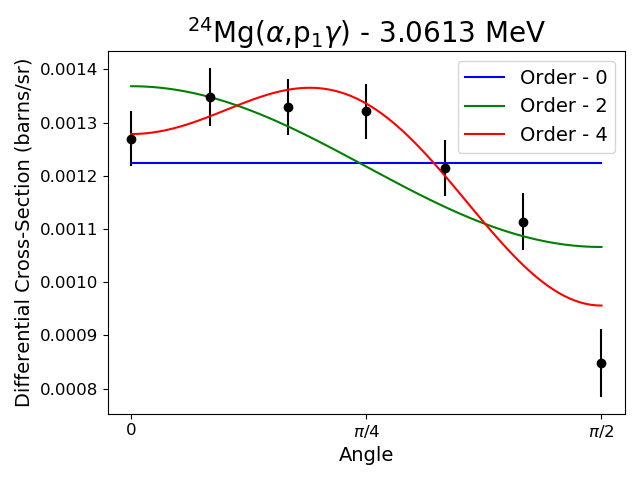 ²⁴Mg(α,p₁γ) - 3.0613 MeV
Differential Cross-Section (barns/sr)
0.0014
0.0013
0.0012
0.0011
0.0010
0.0009
0.0008
Order - 0
Order - 2
Order - 4
0
π/4
π/2
Angle